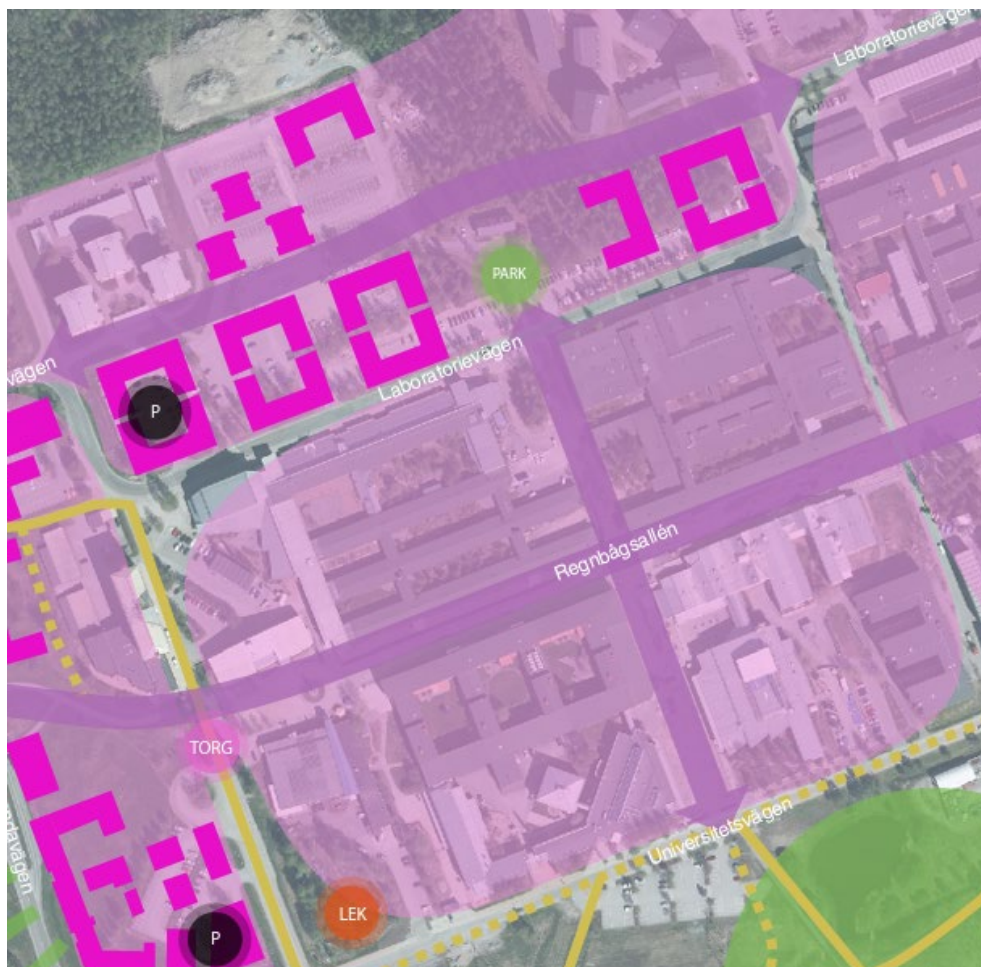 Laboratorievägen
PARK
vägen
Laboratorievägen
P
Regnbågsallén
TORG
Universitetsvägen
LEK
P